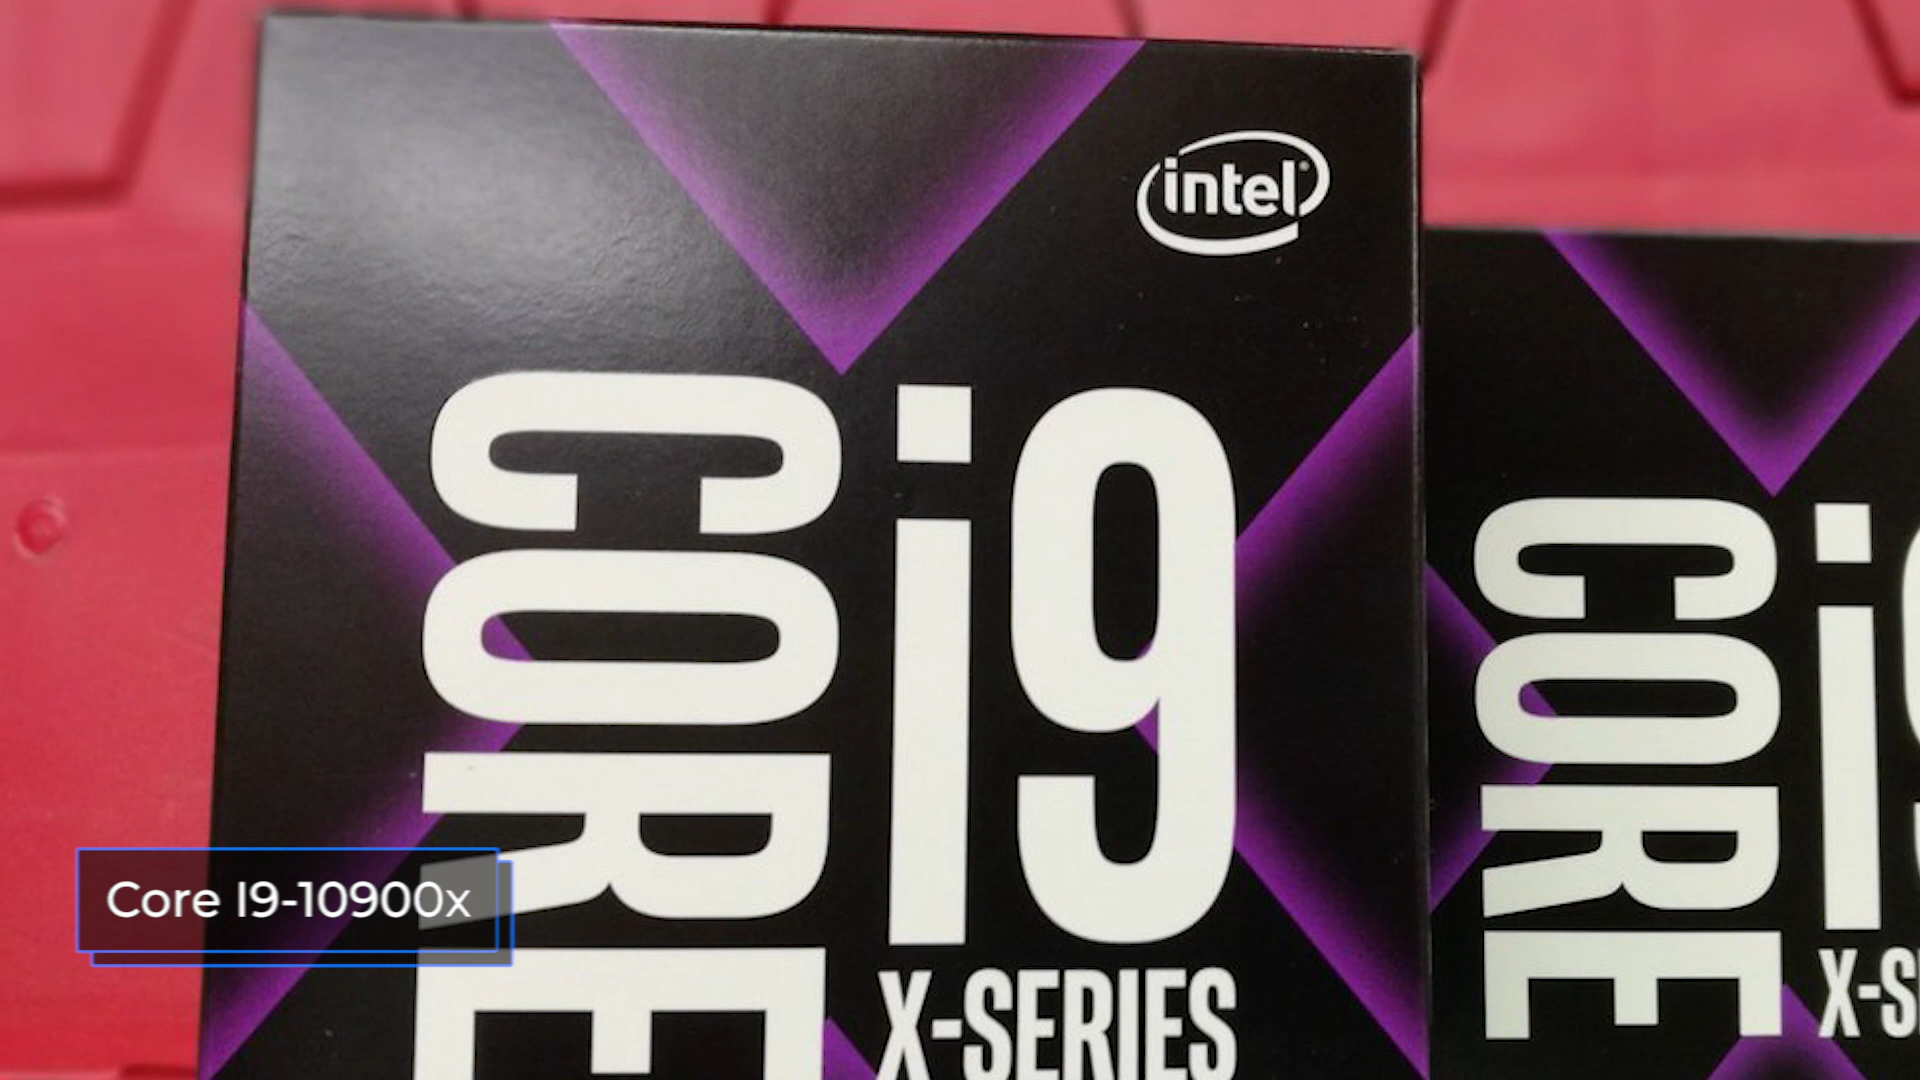 intel
CORE i9
X-SERIES
CORE i
X-S
Core I9-10900x